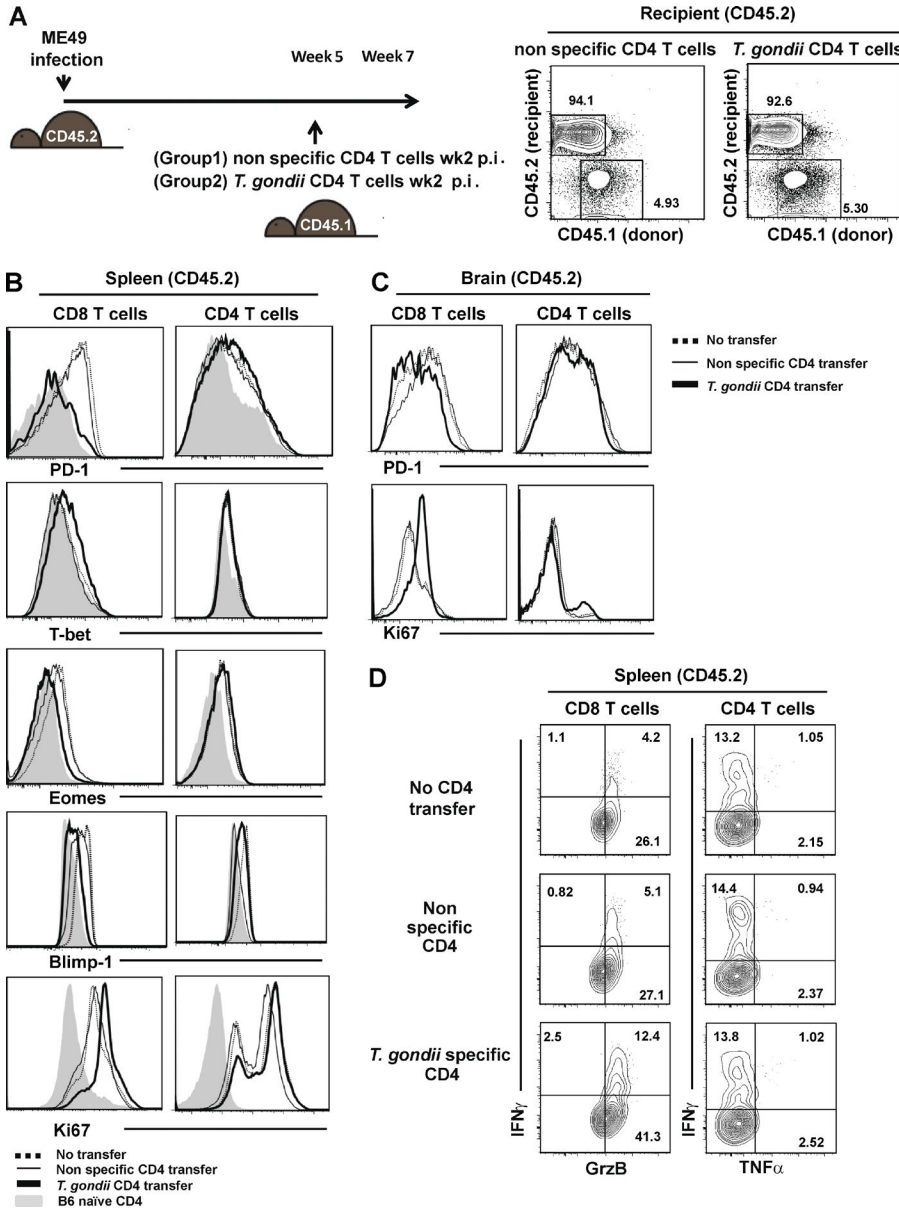 A
ME49
infection
CD45.2
Week 5 Week 7
(Group1) non specific CD4 T cells wk2 p.i.
(Group2) T. gondii CD4 T cells wk2 p.i.
CD45.1
Recipient (CD45.2)
non specific CD4 T cells T. gondii CD4 T cells
CD45.2 (recipient)
94.1
4.93
CD45.1 (donor)
CD45.2 (recipient)
92.6
5.30
CD45.1 (donor)
B
Spleen (CD45.2)
CD8 T cells CD4 T cells
PD-1
T-bet
Eomes
Blimp-1
Ki67
No transfer
Non specific CD4 transfer
T. gondii CD4 transfer
B6 naïve CD4
C
Brain (CD45.2)
CD8 T cells CD4 T cells
PD-1
Ki67
No transfer
Non specific CD4 transfer
T. gondii CD4 transfer
D
Spleen (CD45.2)
CD8 T cells CD4 T cells
No CD4
transfer
1.1 4.2
26.1
13.2 1.05
2.15
Non
specific
CD4
0.82 5.1
27.1
14.4 0.94
2.37
T. gondii specific
CD4
2.5 12.4
41.3
13.8 1.02
2.52
IFNγ
GrzB
IFNγ
TNFα